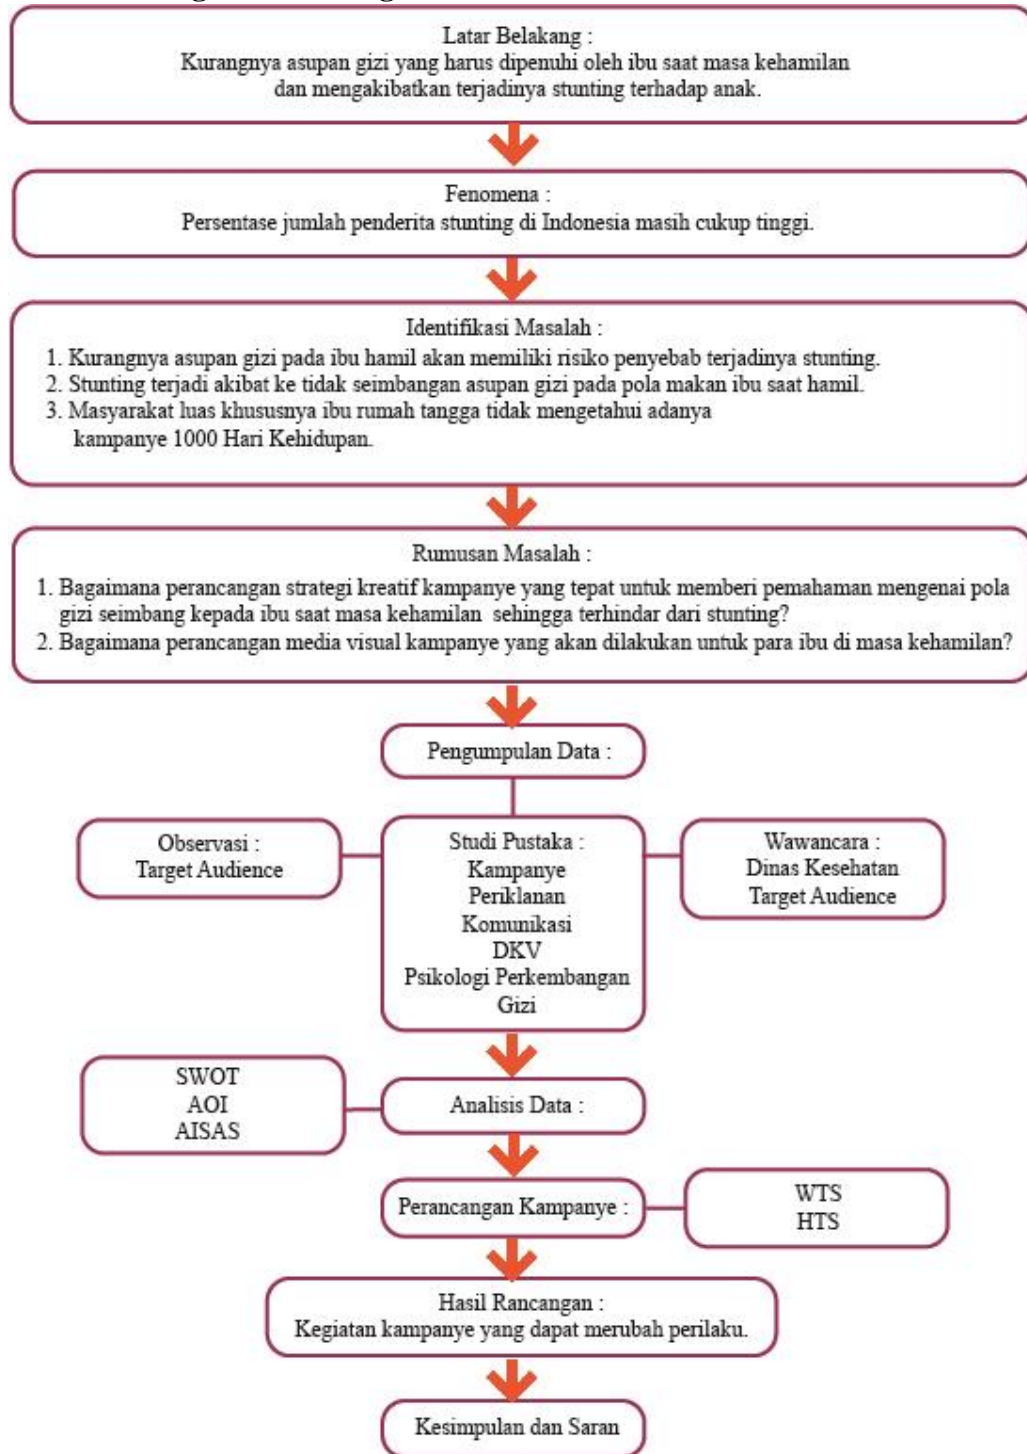 Latar Belakang :
Kurangnya asupan gizi yang harus dipenuhi oleh ibu saat masa kehamilan
dan mengakibatkan terjadinya stunting terhadap anak.
Fenomena :
Persentase jumlah penderita stunting di Indonesia masih cukup tinggi.
Identifikasi Masalah :
1. Kurangnya asupan gizi pada ibu hamil akan memiliki risiko penyebab terjadinya stunting.
2. Stunting terjadi akibat ke tidak seimbangan asupan gizi pada pola makan ibu saat hamil.
3. Masyarakat luas khususnya ibu rumah tangga tidak mengetahui adanya
kampanye 1000 Hari Kehidupan.
Rumusan Masalah :
1. Bagaimana perancangan strategi kreatif kampanye yang tepat untuk memberi pemahaman mengenai pola
gizi seimbang kepada ibu saat masa kehamilan sehingga terhindar dari stunting?
2. Bagaimana perancangan media visual kampanye yang akan dilakukan untuk para ibu di masa kehamilan?
Pengumpulan Data :
Observasi :
Target Audience
Studi Pustaka :
Kampanye
Periklanan
Komunikasi
DKV
Psikologi Perkembangan
Gizi
Wawancara :
Dinas Kesehatan
Target Audience
SWOT
AOI
AISAS
Analisis Data :
Perancangan Kampanye :
WTS
HTS
Hasil Rancangan :
Kegiatan kampanye yang dapat merubah perilaku.
Kesimpulan dan Saran